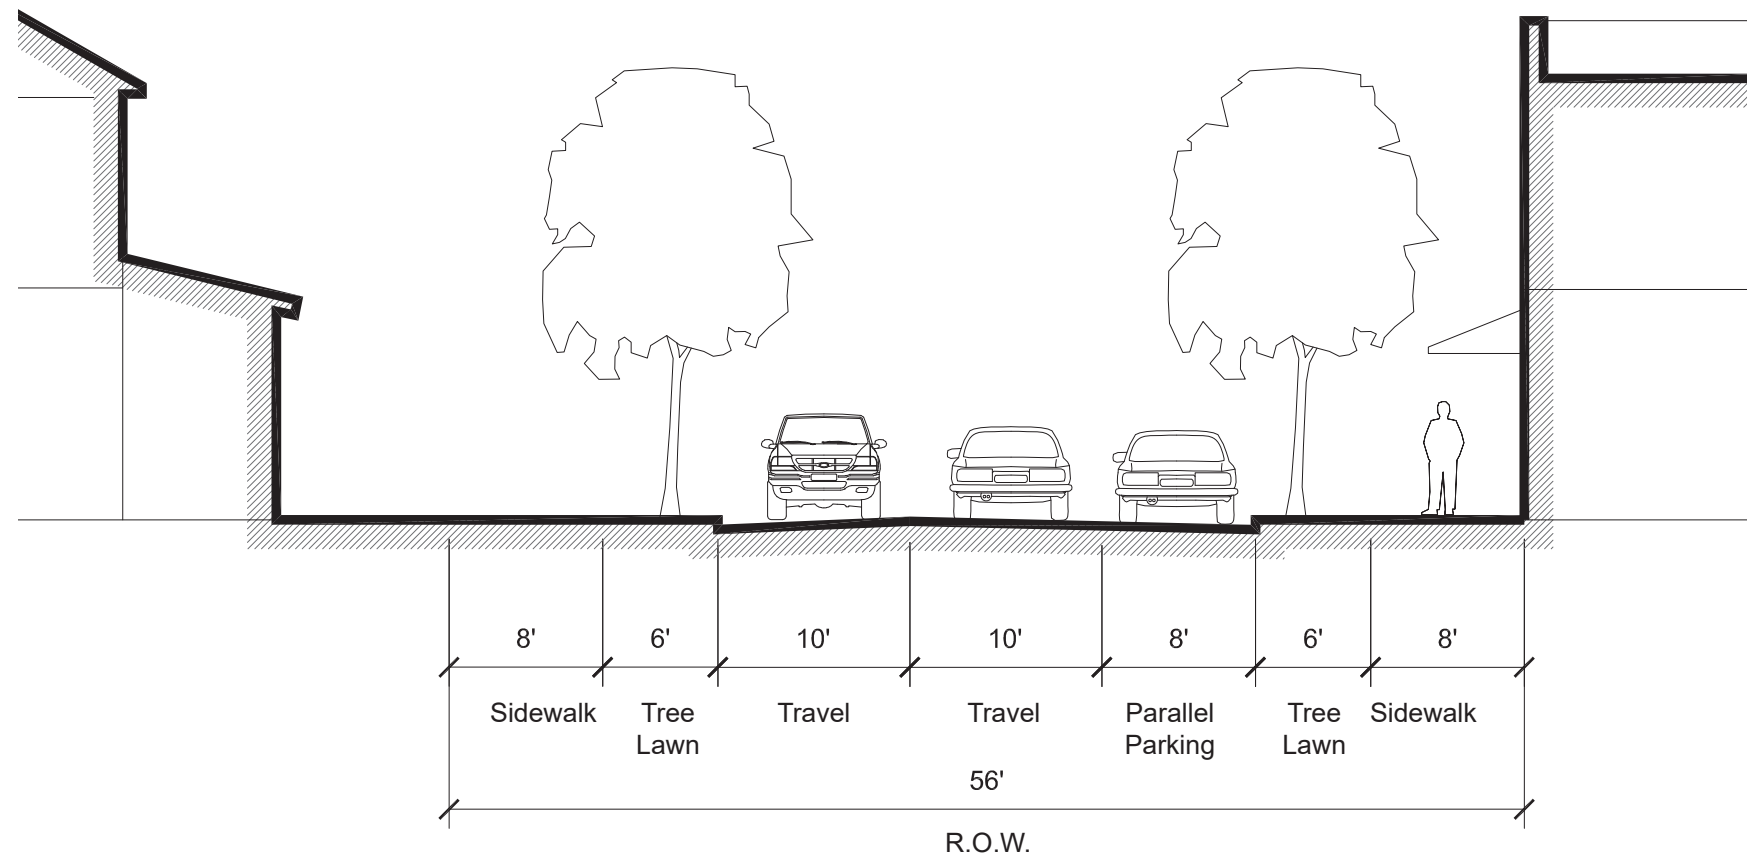 8' 6' 10' 10' 8' 6' 8'
Sidewalk Tree Travel Travel Parallel Tree Sidewalk
Lawn Parking Lawn
56'
R.O.W.